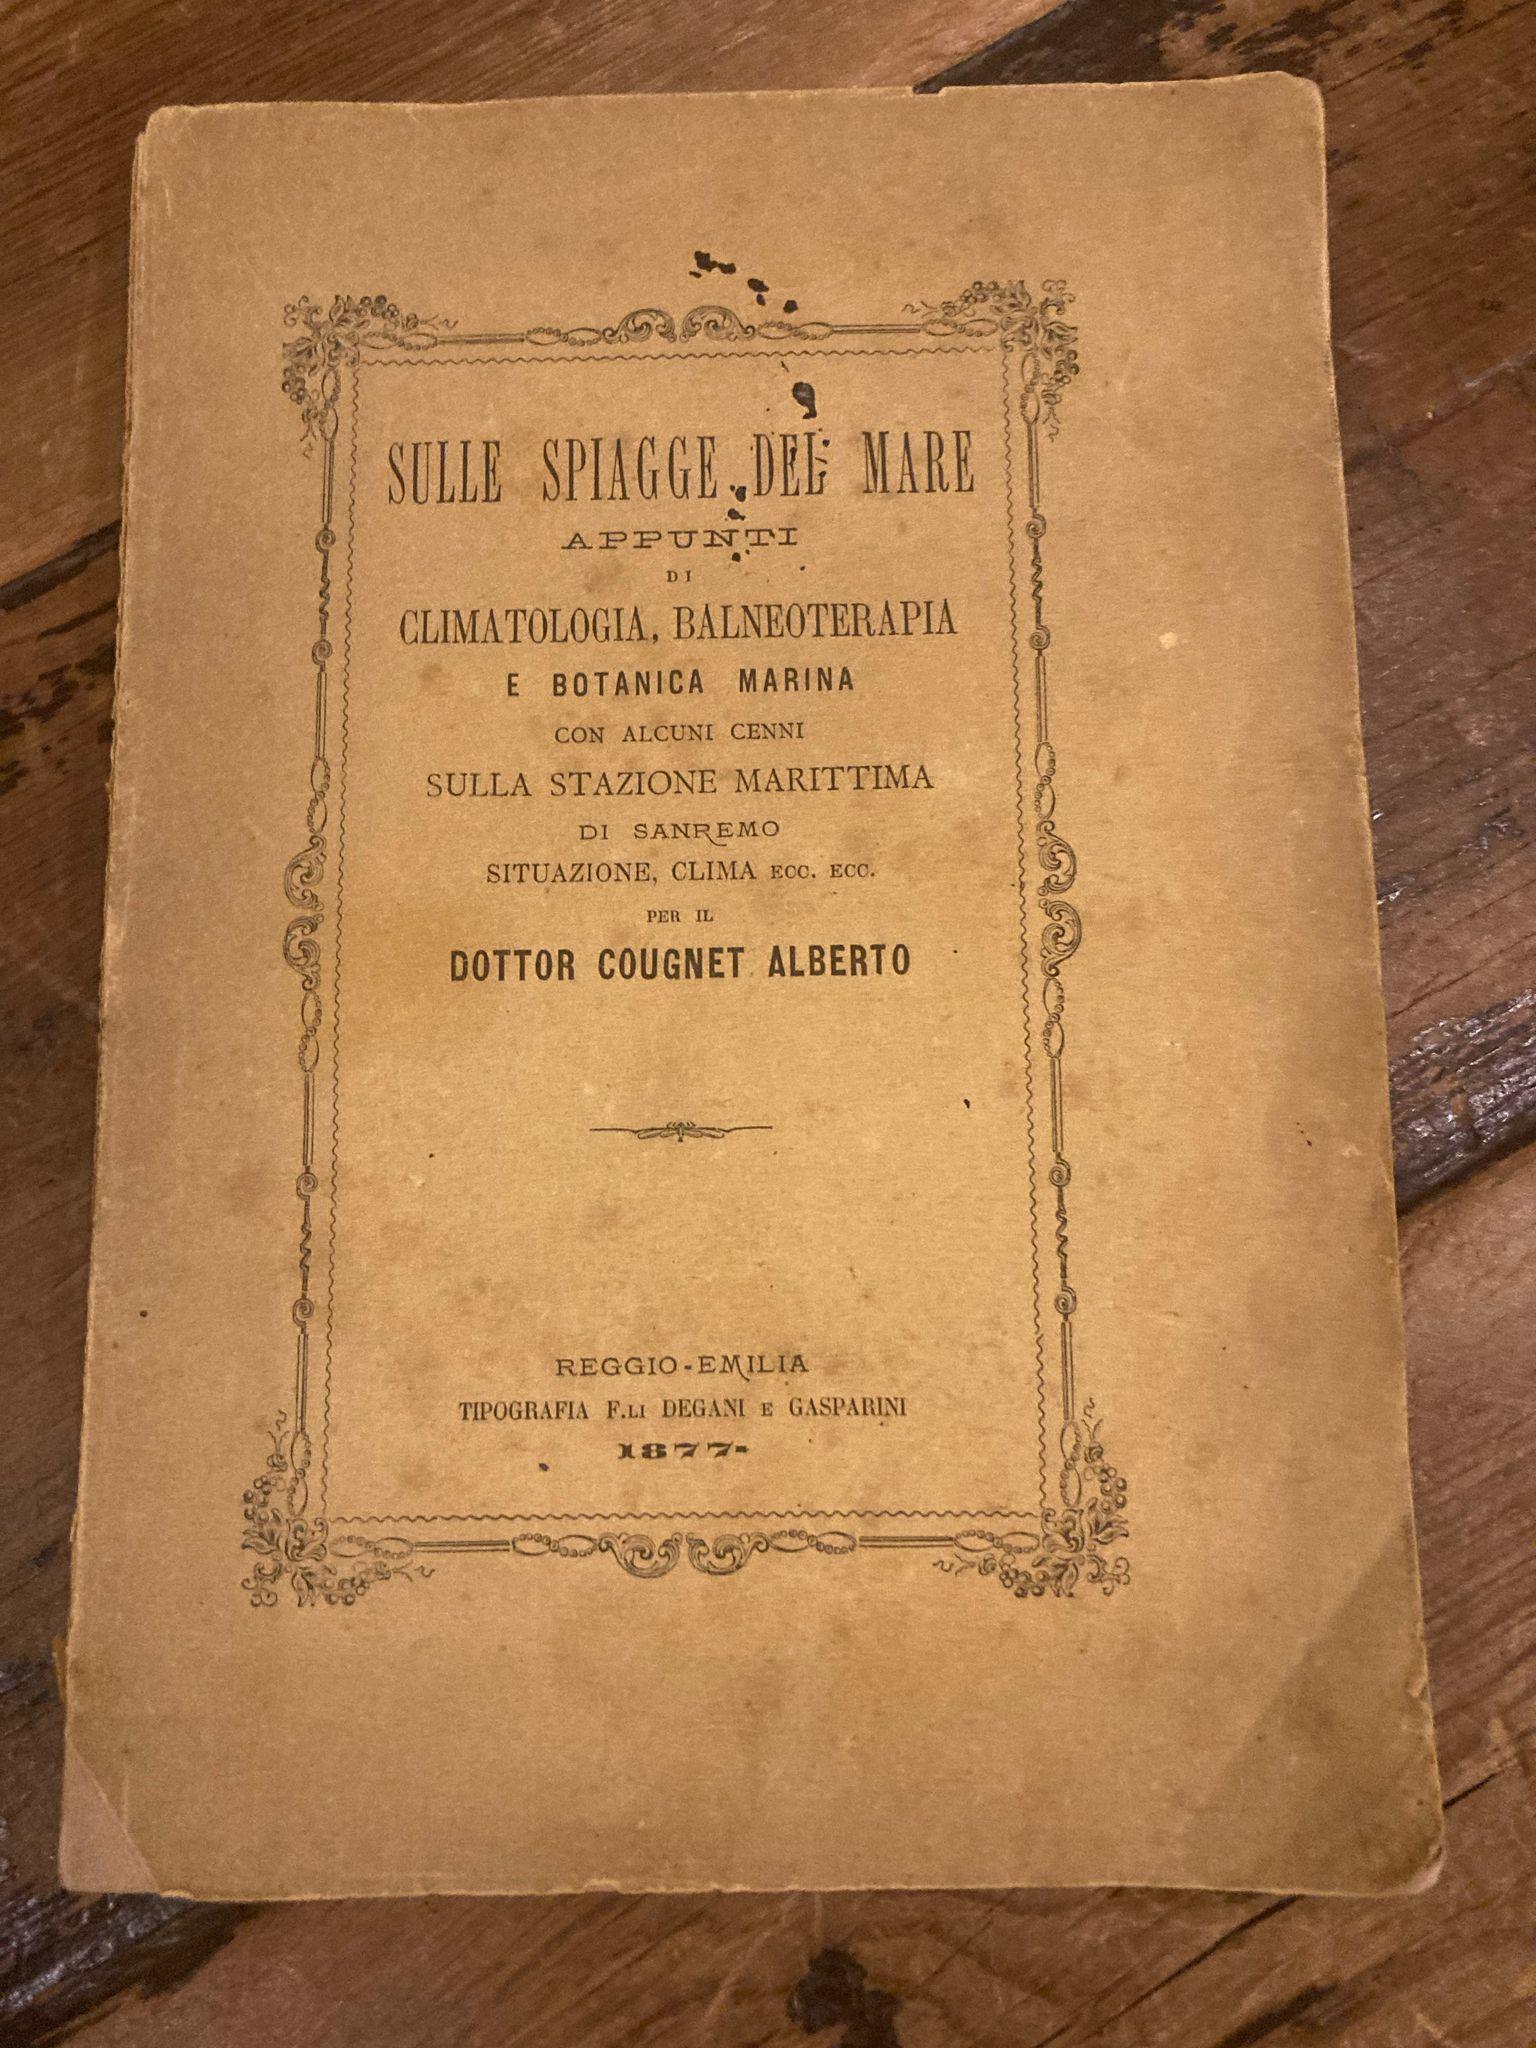 SULLE SPIAGGE DEL MARE
APPUNTI
DI
CLIMATOLOGIA, BALNEOTERAPIA
E BOTANICA MARINA
CON ALCUNI CENNI
SULLA STAZIONE MARITTIMA
DI SANREMO
SITUAZIONE, CLIMA ECC. ECC.
PER IL
DOTTOR COUGNET ALBERTO
REGGIO-EMILIA
TIPOGRAFIA F.LI DEGANI E GASPARINI
1877-